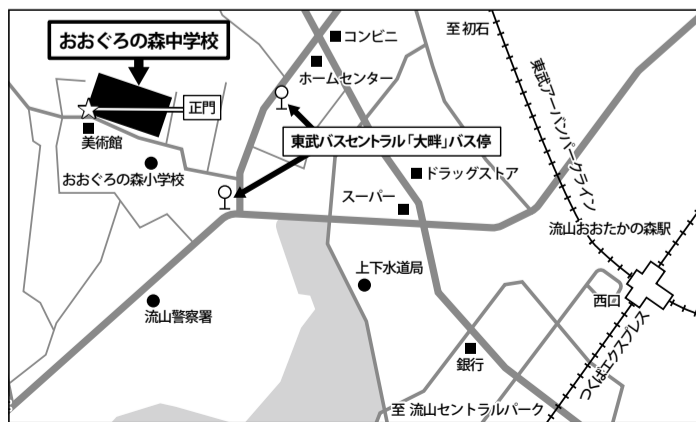 おおぐろの森中学校
コンビニ
至 初石
ホームセンター
東武アーバンパークライン
正門
美術館
東武バスセントラル「大畔」バス停
おおぐろの森小学校
ドラッグストア
スーパー
流山おおたかの森駅
上下水道局
西口
流山警察署
つくばエクスプレス
銀行
至 流山セントラルパーク